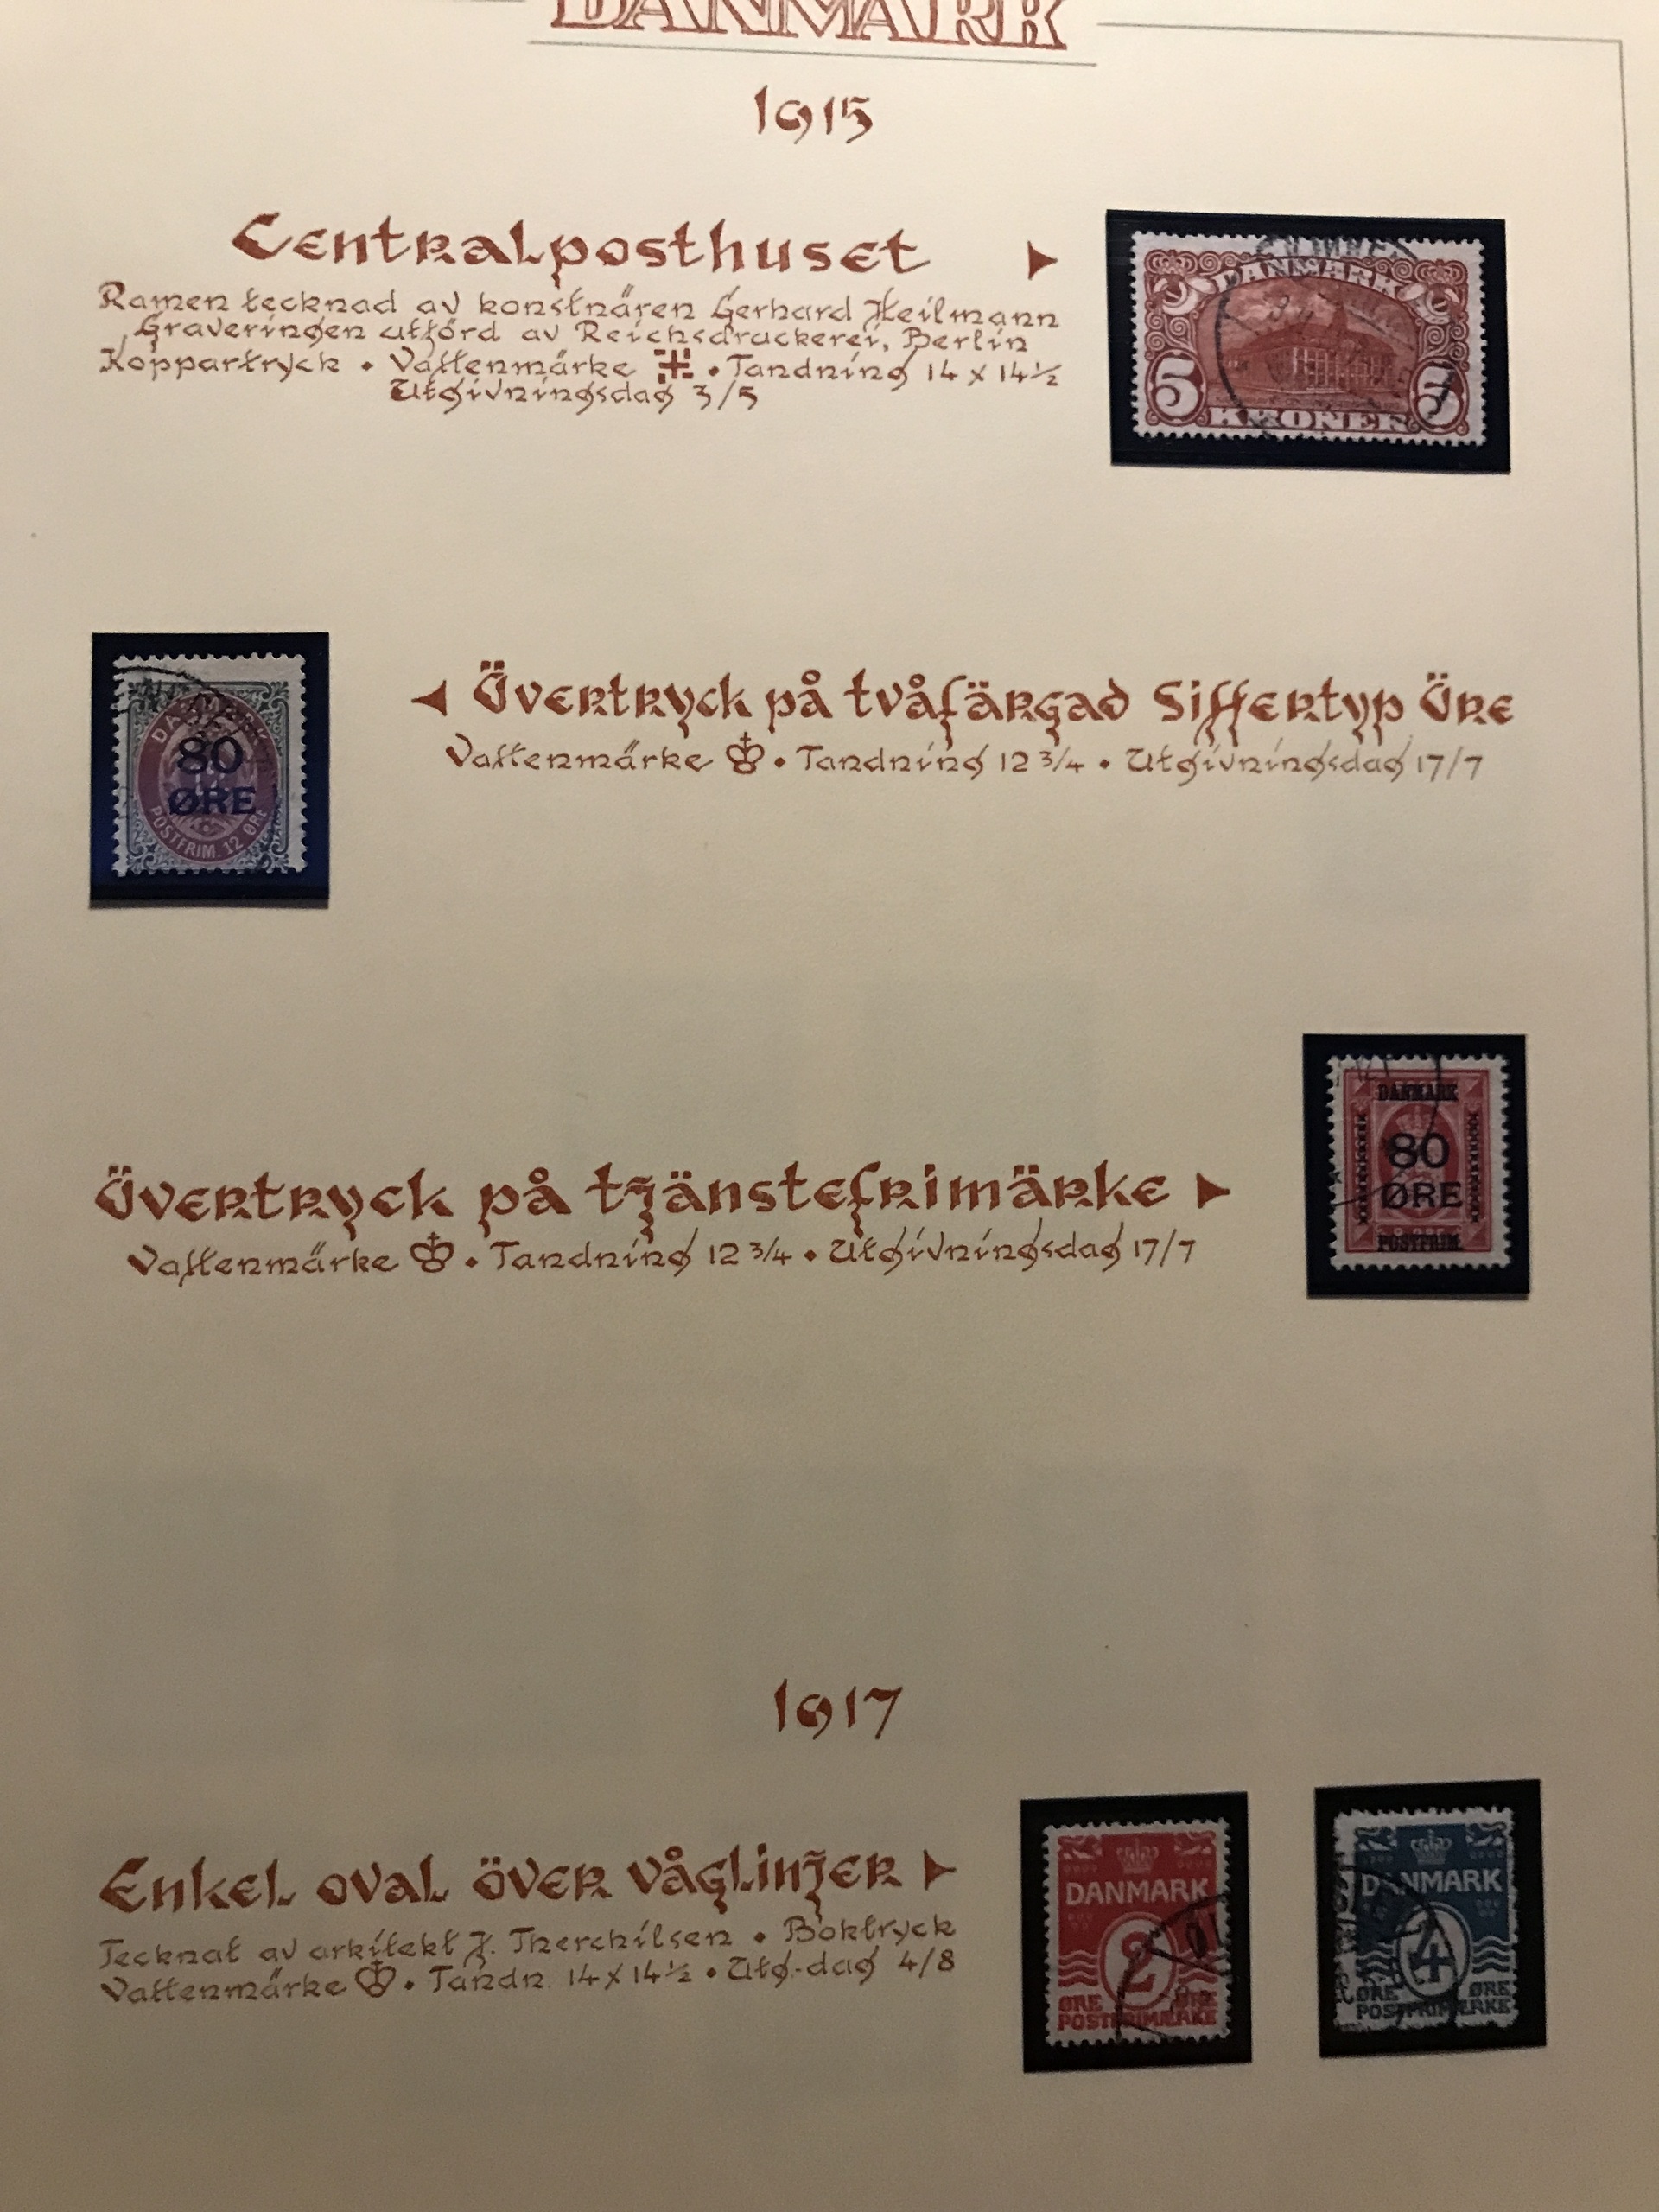 DANMARK
1915
Centralposthuset
Ramen tecknad av konstnären Gerhard Heilmann
Graveringen utförd av Reichsdruckerei, Berlin
Koppartryck • Vattenmärke • Tandning 14 x 14½
Utgivningsdag 3/5
DANMARK
5 5
KRONER
Övertryck på tvåfärgad Siffertyp Öre
Vattenmärke • Tandning 12 3/4 • Utgivningsdag 17/7
DANMARK
80
ØRE
POSTFRIM. 12 ØRE
Övertryck på tjänstefrimärke
Vattenmärke • Tandning 12 3/4 • Utgivningsdag 17/7
DANMARK
80
ØRE
POSTFRIM.
1917
Enkel oval över våglinjer
Tecknat av arkitekt J. Therchilsen • Boktryck
Vattenmärke • Tandn. 14 x 14½ • Utg.-dag 4/8
DANMARK
2
ØRE ØRE
POSTFRIMÆRKE
DANMARK
4
ØRE ØRE
POSTFRIMÆRKE